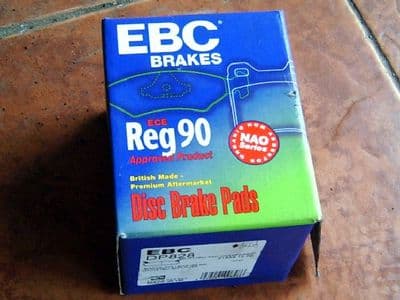 EBC
BRAKES
ECE
Reg 90
Approved Product
NAO
Series
British Made -
Premium Aftermarket
Disc Brake Pads
EBC
DP828